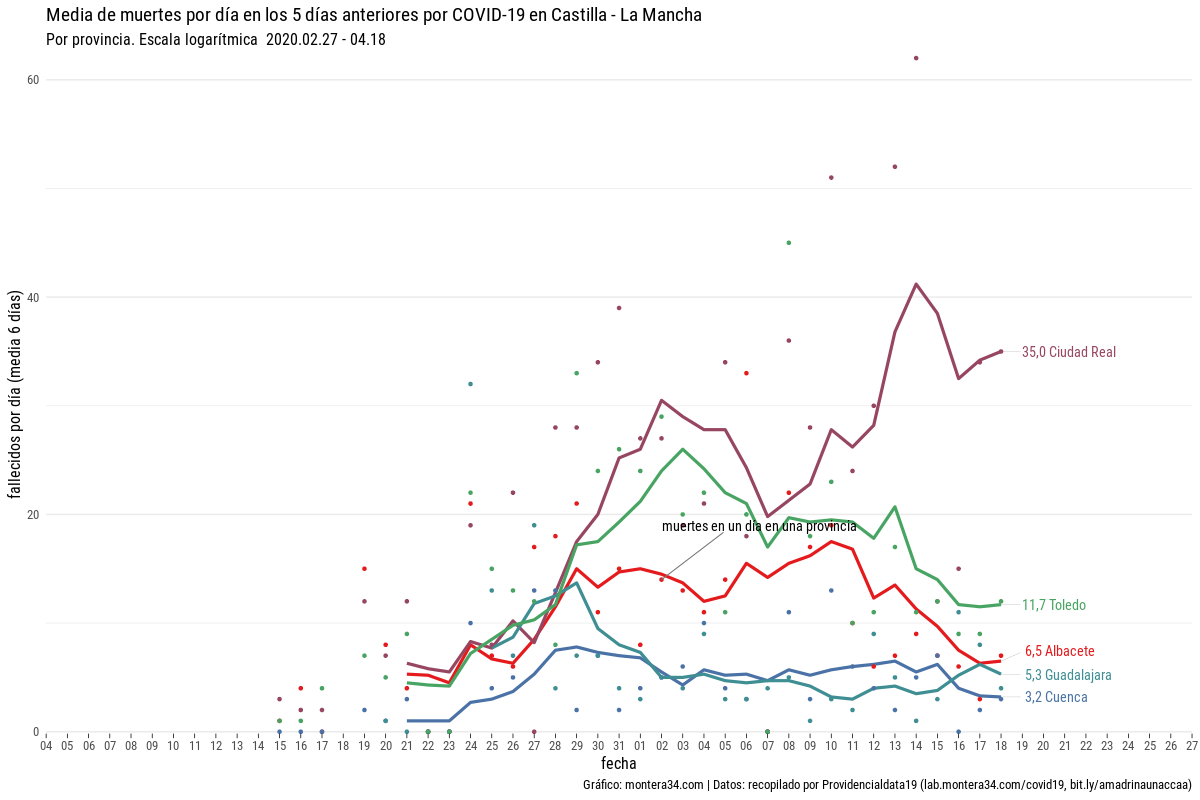 Media de muertes por día en los 5 días anteriores por COVID-19 en Castilla - La Mancha
Por provincia. Escala logarítmica  2020.02.27 - 04.18
fallecidos por día (media 6 días)
60
40
20
0
35,0 Ciudad Real
muertes en un día en una provincia
11,7 Toledo
6,5 Albacete
5,3 Guadalajara
3,2 Cuenca
04 05 06 07 08 09 10 11 12 13 14 15 16 17 18 19 20 21 22 23 24 25 26 27 28 29 30 31 01 02 03 04 05 06 07 08 09 10 11 12 13 14 15 16 17 18 19 20 21 22 23 24 25 26 27
fecha
Gráfico: montera34.com | Datos: recopilado por Providencialdata19 (lab.montera34.com/covid19, bit.ly/amadrinaunaccaa)